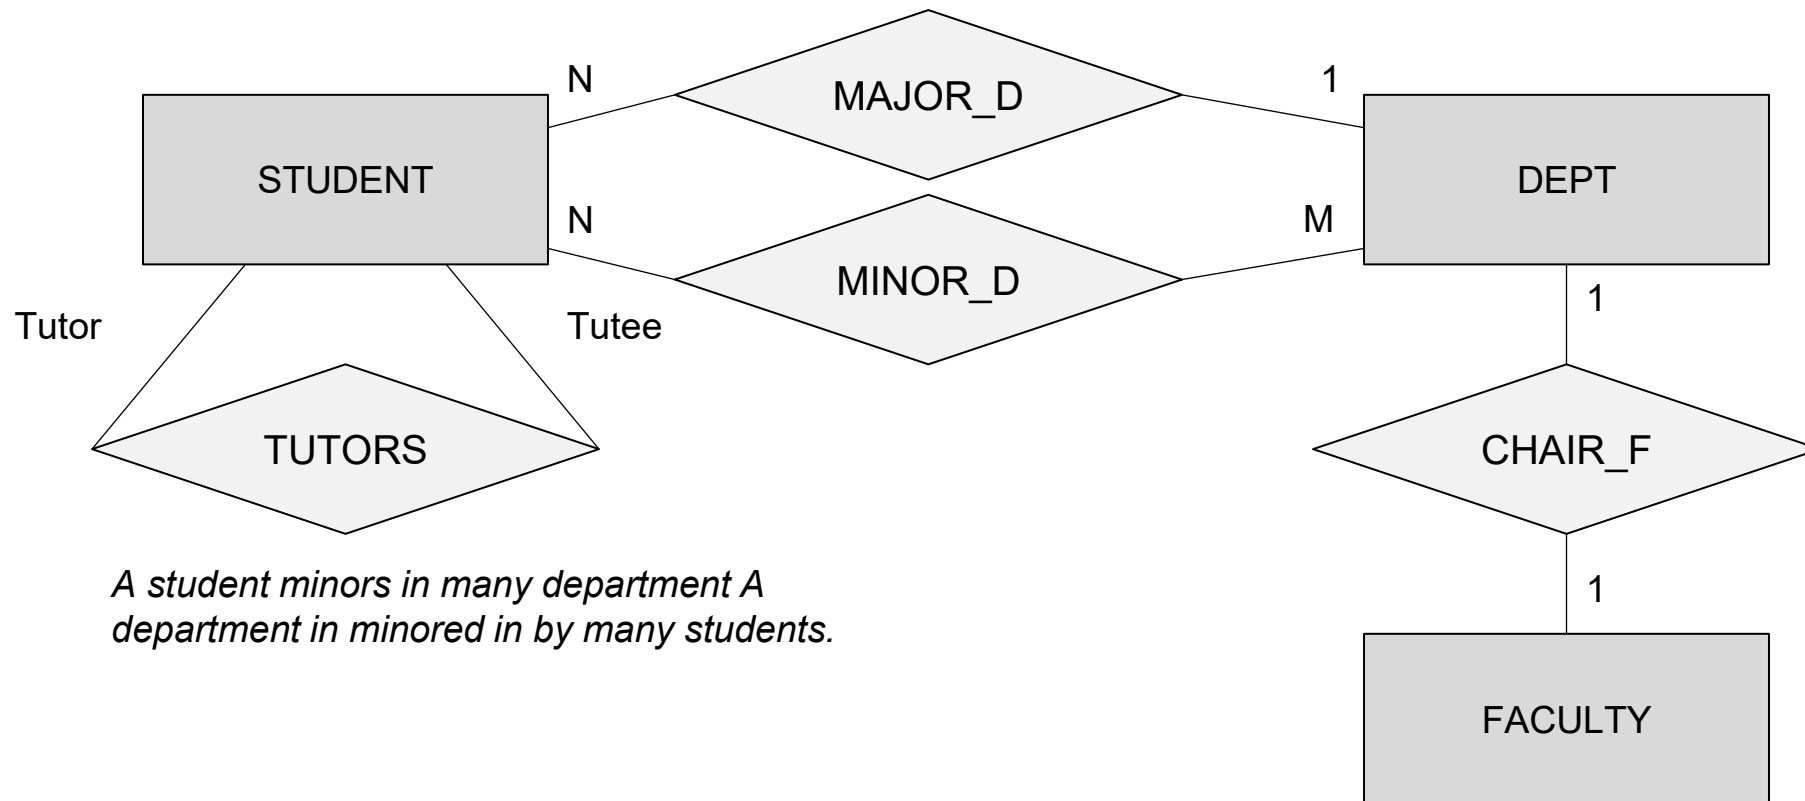 N
MAJOR_D
1
STUDENT
DEPT
N
M
MINOR_D
1
Tutor
Tutee
TUTORS
CHAIR_F
A student minors in many department A
department in minored in by many students.
1
FACULTY